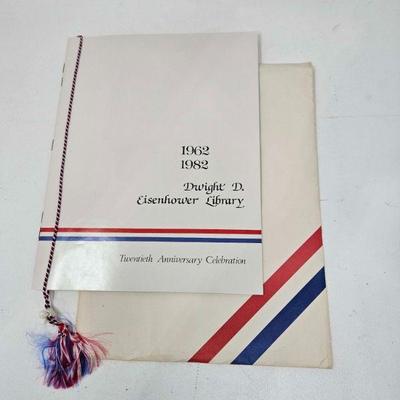 1962
1982
Dwight D.
Eisenhower Library
Twentieth Anniversary Celebration